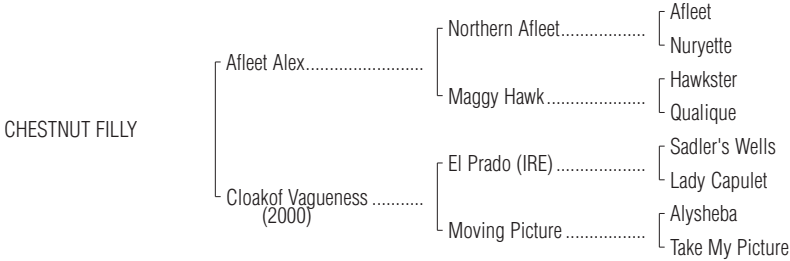 Afleet
Northern Afleet...................
Nuryette
Afleet Alex.........................
Hawkster
Maggy Hawk.....................
Qualique
CHESTNUT FILLY
Sadler's Wells
El Prado (IRE)...................
Lady Capulet
Cloakof Vagueness...........
(2000)
Alysheba
Moving Picture.................
Take My Picture